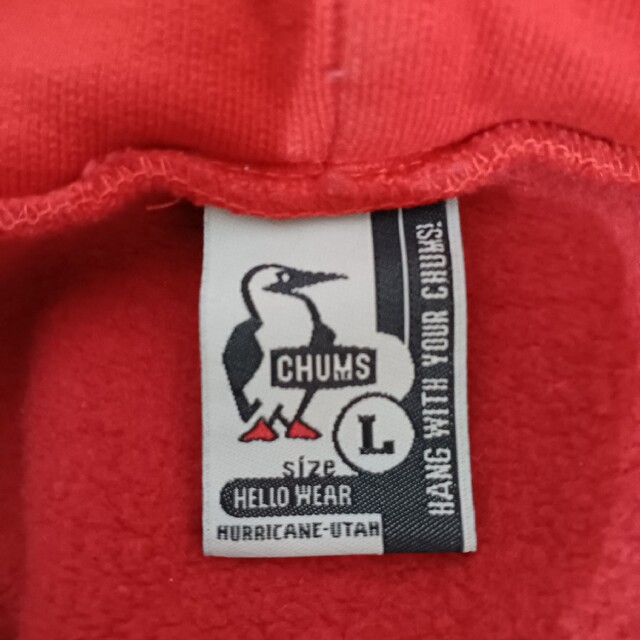 CHUMS
size L
HELLO WEAR
HURRICANE-UTAH
HANG WITH YOUR CHUMS!